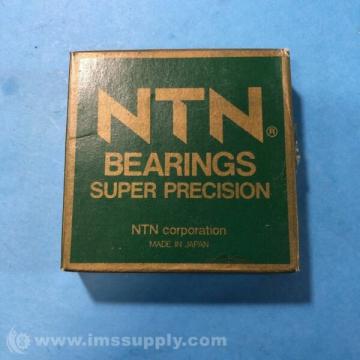 NTN®
BEARINGS
SUPER PRECISION
NTN corporation
MADE IN JAPAN
© www.imssupply.com